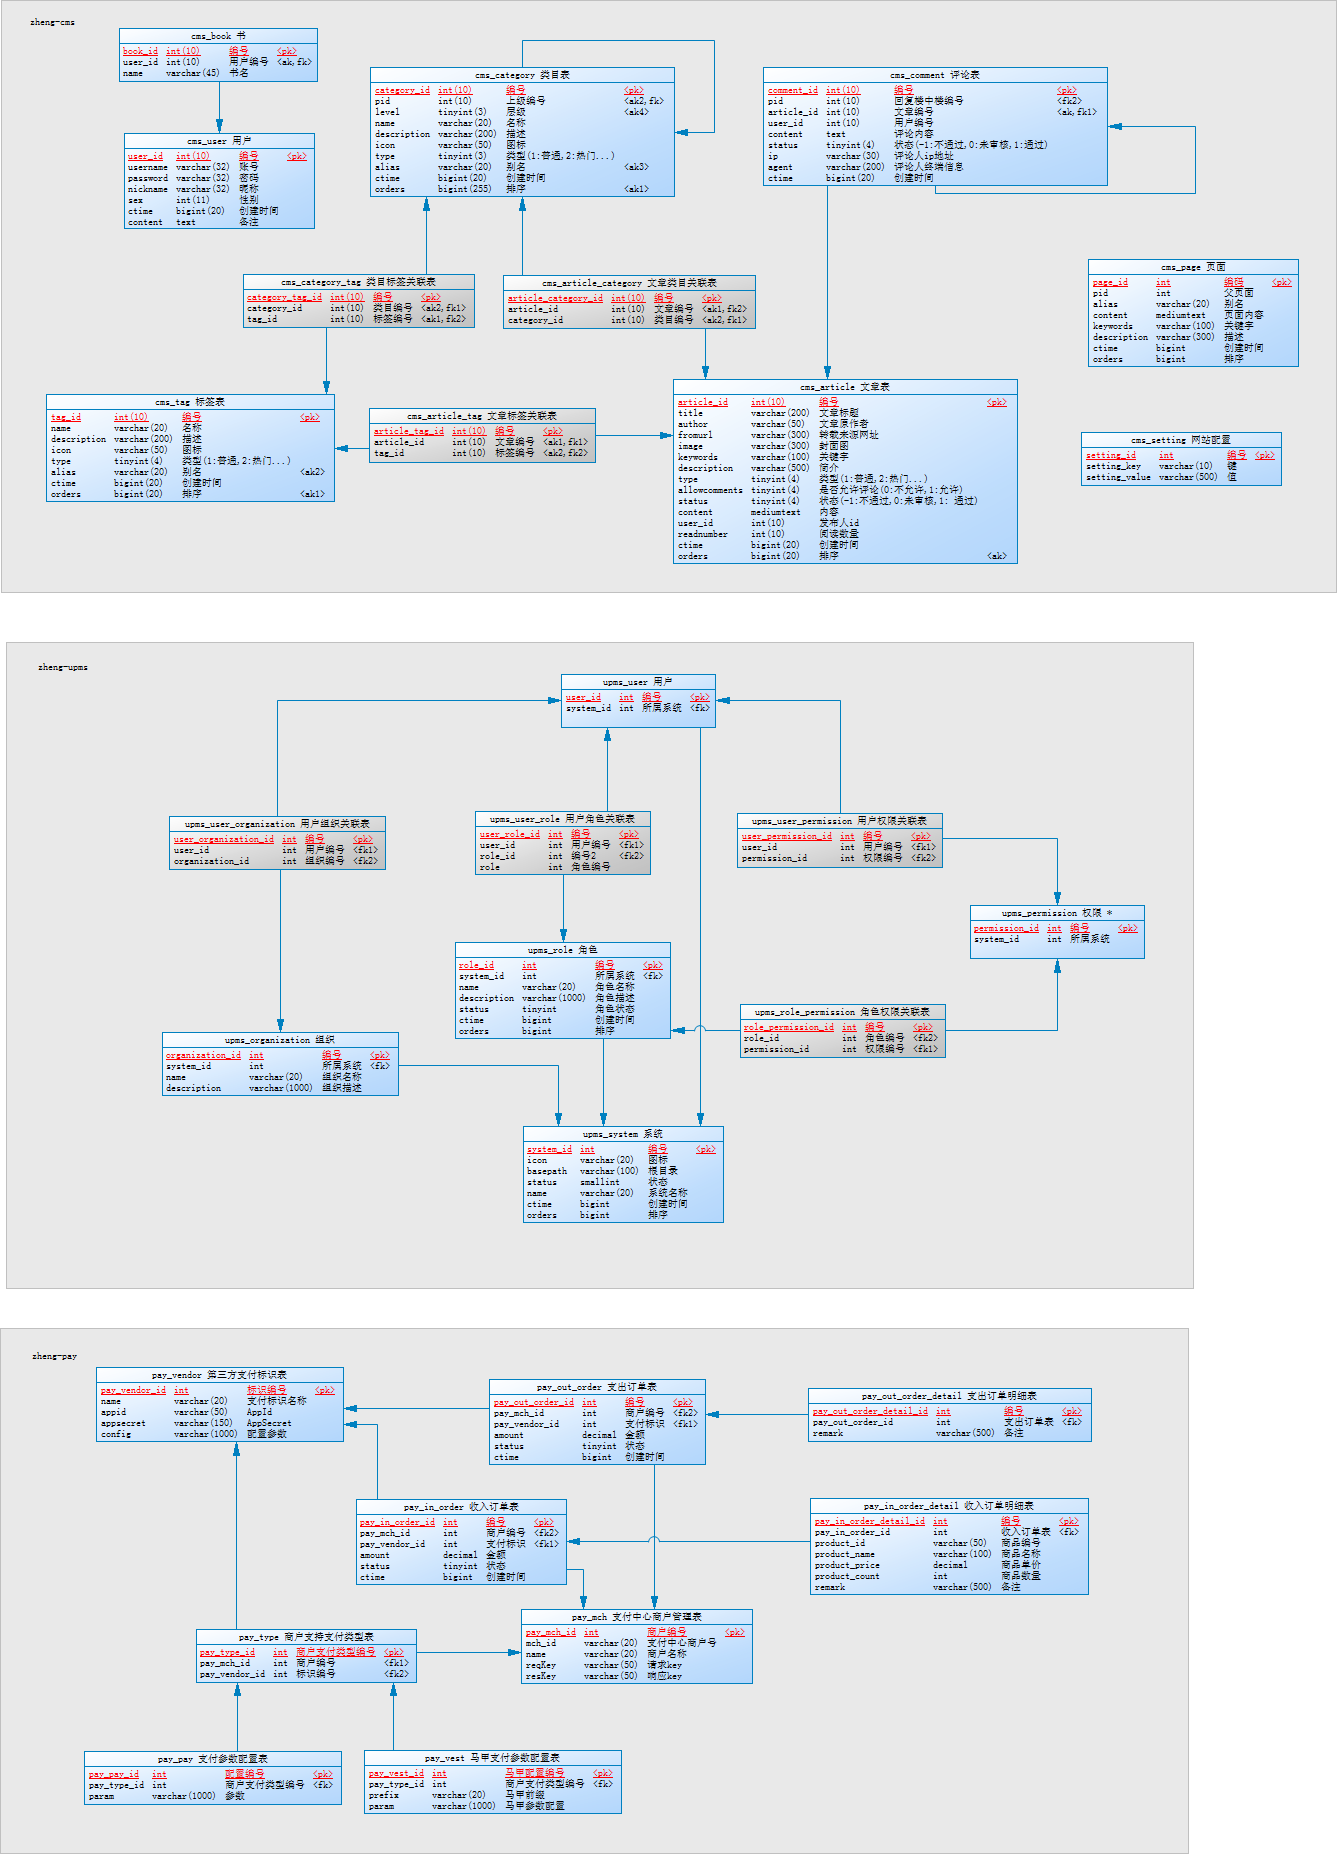 zheng-cms
cms_book 书
book_id int(10) 编号 <pk>
user_id int(10) 用户编号 <ak,fk>
name varchar(45) 书名
cms_user 用户
user_id int(10) 编号 <pk>
username varchar(32) 账号
password varchar(32) 密码
nickname varchar(32) 昵称
sex int(11) 性别
ctime bigint(20) 创建时间
content text 备注
cms_category 类目表
category_id int(10) 编号 <pk>
pid int(10) 上级编号 <ak2,fk>
level tinyint(3) 层级 <ak4>
name varchar(20) 名称
description varchar(200) 描述
icon varchar(50) 图标
type tinyint(3) 类型(1:普通,2:热门...)
alias varchar(20) 别名 <ak3>
ctime bigint(20) 创建时间
orders bigint(255) 排序 <ak1>
cms_comment 评论表
comment_id int(10) 编号 <pk>
pid int(10) 回复楼中楼编号 <fk2>
article_id int(10) 文章编号 <ak,fk1>
user_id int(10) 用户编号
content text 评论内容
status tinyint(4) 状态(-1:不通过,0:未审核,1:通过)
ip varchar(30) 评论人ip地址
agent varchar(200) 评论人终端信息
ctime bigint(20) 创建时间
cms_category_tag 类目标签关联表
category_tag_id int(10) 编号 <pk>
category_id int(10) 类目编号 <ak2,fk1>
tag_id int(10) 标签编号 <ak1,fk2>
cms_article_category 文章类目关联表
article_category_id int(10) 编号 <pk>
article_id int(10) 文章编号 <ak1,fk2>
category_id int(10) 类目编号 <ak2,fk1>
cms_page 页面
page_id int 编码 <pk>
pid int 父页面
alias varchar(20) 别名
content mediumtext 页面内容
keywords varchar(100) 关键字
description varchar(300) 描述
ctime bigint 创建时间
orders bigint 排序
cms_tag 标签表
tag_id int(10) 编号 <pk>
name varchar(20) 名称
description varchar(200) 描述
icon varchar(50) 图标
type tinyint(4) 类型(1:普通,2:热门...)
alias varchar(20) 别名 <ak2>
ctime bigint(20) 创建时间
orders bigint(20) 排序 <ak1>
cms_article_tag 文章标签关联表
article_tag_id int(10) 编号 <pk>
article_id int(10) 文章编号 <ak1,fk1>
tag_id int(10) 标签编号 <ak2,fk2>
cms_article 文章表
article_id int(10) 编号 <pk>
title varchar(200) 文章标题
author varchar(50) 文章原作者
fromurl varchar(300) 转载来源网址
image varchar(300) 封面图
keywords varchar(100) 关键字
description varchar(500) 简介
type tinyint(4) 类型(1:普通,2:热门...)
allowcomments tinyint(4) 是否允许评论(0:不允许,1:允许)
status tinyint(4) 状态(-1:不通过,0:未审核,1: 通过)
content mediumtext 内容
user_id int(10) 发布人id
readnumber int(10) 阅读数量
ctime bigint(20) 创建时间
orders bigint(20) 排序 <ak>
cms_setting 网站配置
setting_id int 编号 <pk>
setting_key varchar(10) 键
setting_value varchar(500) 值
zheng-upms
upms_user 用户
user_id int 编号 <pk>
system_id int 所属系统 <fk>
upms_user_organization 用户组织关联表
user_organization_id int 编号 <pk>
user_id int 用户编号 <fk1>
organization_id int 组织编号 <fk2>
upms_user_role 用户角色关联表
user_role_id int 编号 <pk>
user_id int 用户编号 <fk1>
role_id int 编号2 <fk2>
role int 角色编号
upms_user_permission 用户权限关联表
user_permission_id int 编号 <pk>
user_id int 用户编号 <fk1>
permission_id int 权限编号 <fk2>
upms_permission 权限 *
permission_id int 编号 <pk>
system_id int 所属系统
upms_role 角色
role_id int 编号 <pk>
system_id int 所属系统 <fk>
name varchar(20) 角色名称
description varchar(1000) 角色描述
status tinyint 角色状态
ctime bigint 创建时间
orders bigint 排序
upms_role_permission 角色权限关联表
role_permission_id int 编号 <pk>
role_id int 角色编号 <fk2>
permission_id int 权限编号 <fk1>
upms_organization 组织
organization_id int 编号 <pk>
system_id int 所属系统 <fk>
name varchar(20) 组织名称
description varchar(1000) 组织描述
upms_system 系统
system_id int 编号 <pk>
icon varchar(20) 图标
basepath varchar(100) 根目录
status smallint 状态
name varchar(20) 系统名称
ctime bigint 创建时间
orders bigint 排序
zheng-pay
pay_vendor 第三方支付标识表
pay_vendor_id int 标识编号 <pk>
name varchar(20) 支付标识名称
appid varchar(50) AppId
appsecret varchar(150) AppSecret
config varchar(1000) 配置参数
pay_out_order 支出订单表
pay_out_order_id int 编号 <pk>
pay_mch_id int 商户编号 <fk2>
pay_vendor_id int 支付标识 <fk1>
amount decimal 金额
status tinyint 状态
ctime bigint 创建时间
pay_out_order_detail 支出订单明细表
pay_out_order_detail_id int 编号 <pk>
pay_out_order_id int 支出订单表 <fk>
remark varchar(500) 备注
pay_in_order 收入订单表
pay_in_order_id int 编号 <pk>
pay_mch_id int 商户编号 <fk2>
pay_vendor_id int 支付标识 <fk1>
amount decimal 金额
status tinyint 状态
ctime bigint 创建时间
pay_in_order_detail 收入订单明细表
pay_in_order_detail_id int 编号 <pk>
pay_in_order_id int 收入订单表 <fk>
product_id varchar(50) 商品编号
product_name varchar(100) 商品名称
product_price decimal 商品单价
product_count int 商品数量
remark varchar(500) 备注
pay_mch 支付中心商户管理表
pay_mch_id int 商户编号 <pk>
mch_id varchar(20) 支付中心商户号
name varchar(20) 商户名称
reqKey varchar(50) 请求key
resKey varchar(50) 响应key
pay_type 商户支持支付类型表
pay_type_id int 商户支付类型编号 <pk>
pay_mch_id int 商户编号 <fk1>
pay_vendor_id int 标识编号 <fk2>
pay_pay 支付参数配置表
pay_pay_id int 配置编号 <pk>
pay_type_id int 商户支付类型编号 <fk>
param varchar(1000) 参数
pay_vest 马甲支付参数配置表
pay_vest_id int 马甲配置编号 <pk>
pay_type_id int 商户支付类型编号 <fk>
prefix varchar(20) 马甲前缀
param varchar(1000) 马甲参数配置